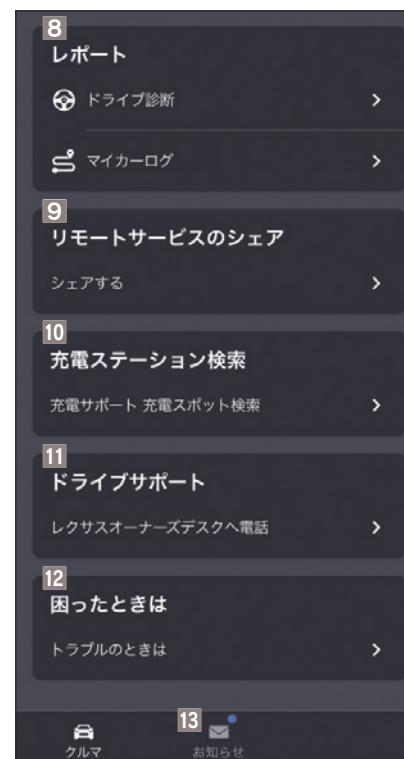 8
レポート
ドライブ診断
マイカーログ
9
リモートサービスのシェア
シェアする
10
充電ステーション検索
充電サポート 充電スポット検索
11
ドライブサポート
レクサスオーナーズデスクへ電話
12
困ったときは
トラブルのときは
13
クルマ
お知らせ